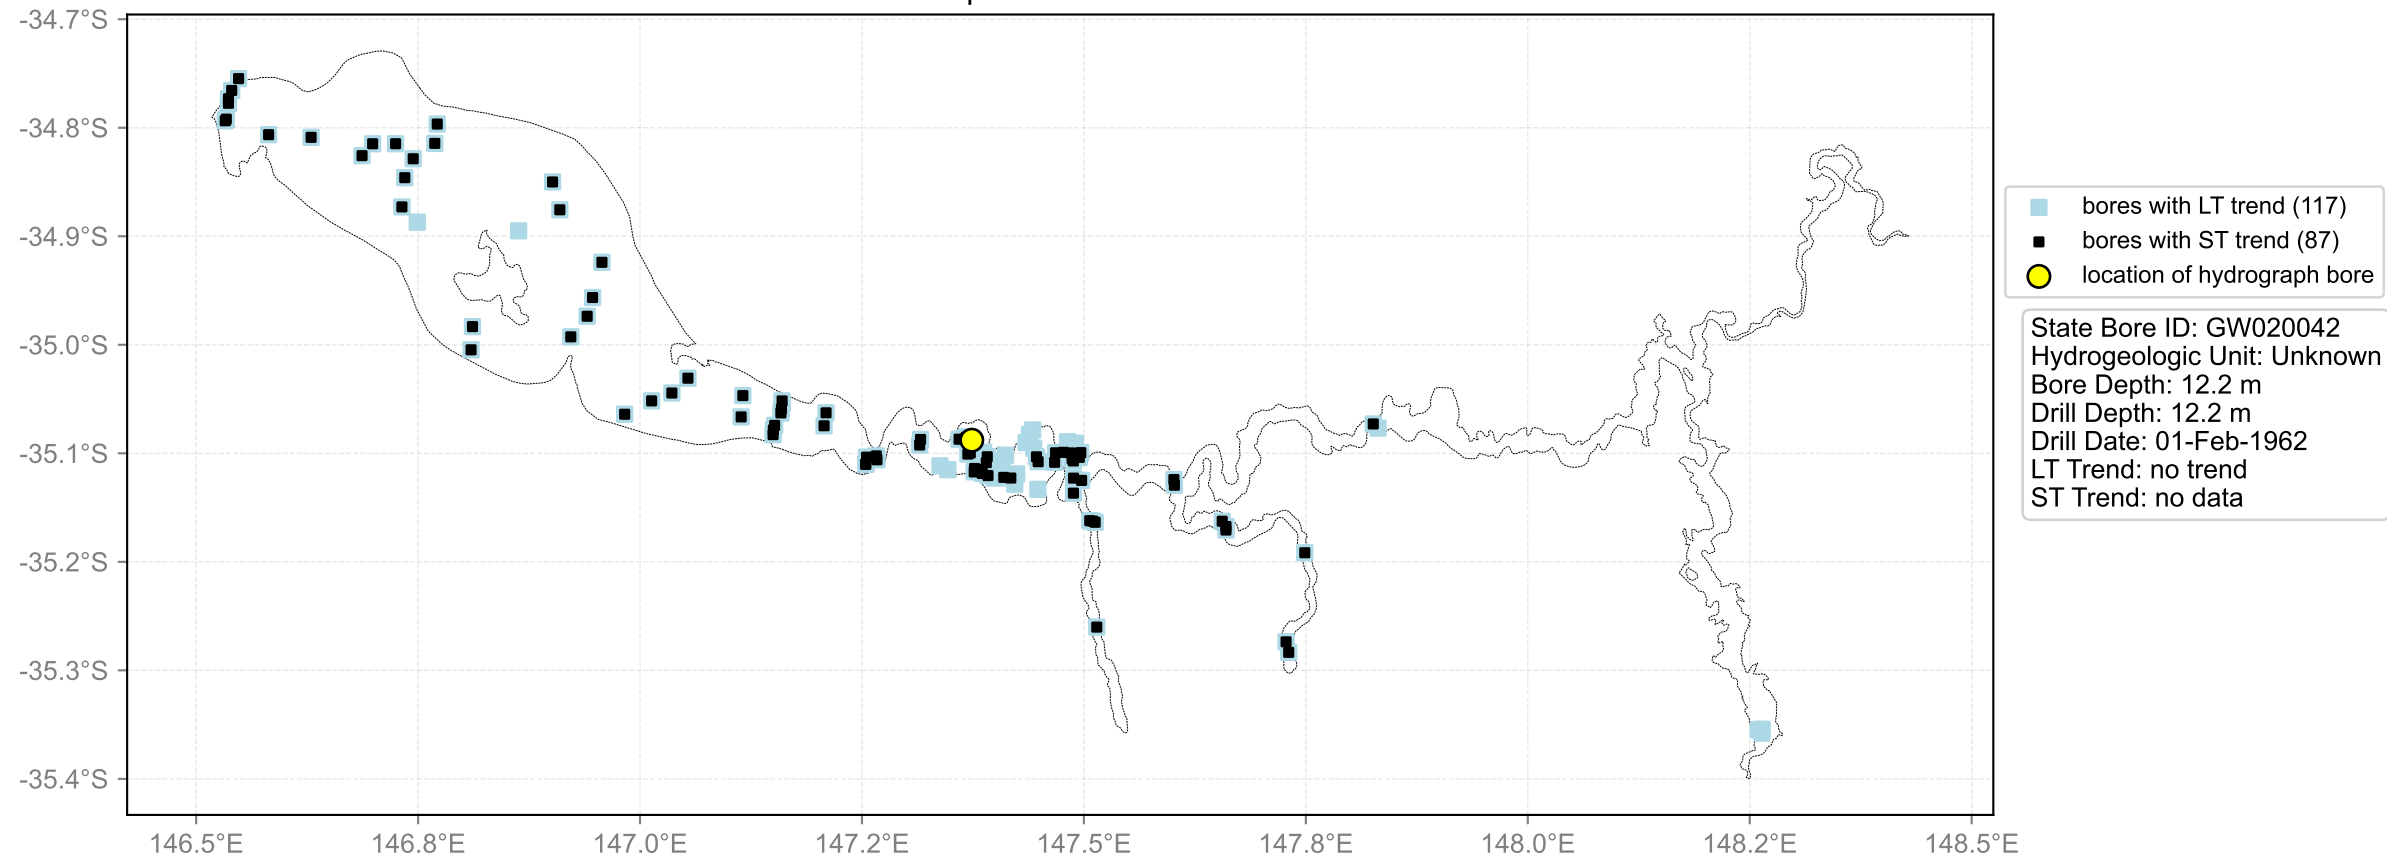 -34.7°S
-34.8°S
-34.9°S
-35.0°S
-35.1°S
-35.2°S
-35.3°S
-35.4°S
146.5°E
146.8°E
147.0°E
147.2°E
147.5°E
147.8°E
148.0°E
148.2°E
148.5°E
bores with LT trend (117)
bores with ST trend (87)
location of hydrograph bore
State Bore ID: GW020042
Hydrogeologic Unit: Unknown
Bore Depth: 12.2 m
Drill Depth: 12.2 m
Drill Date: 01-Feb-1962
LT Trend: no trend
ST Trend: no data